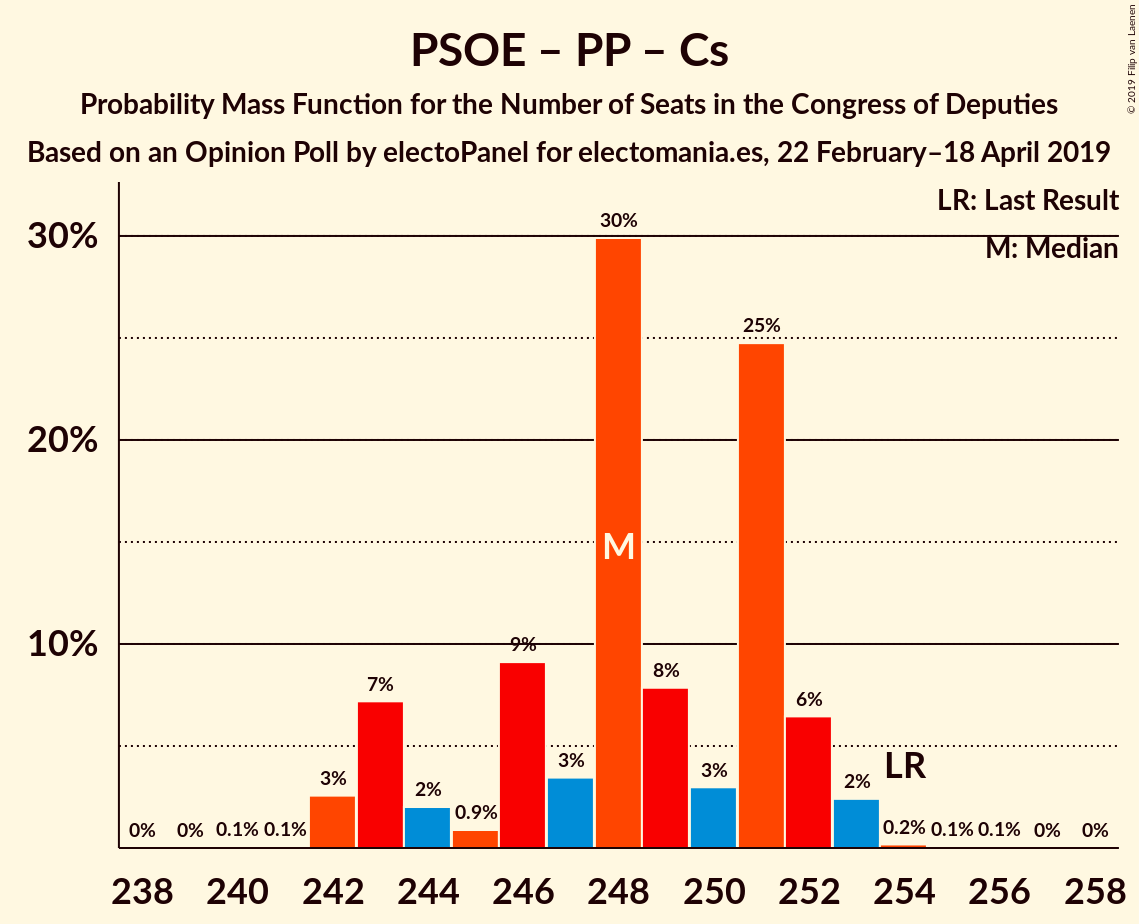 PSOE – PP – Cs
Probability Mass Function for the Number of Seats in the Congress of Deputies
Based on an Opinion Poll by electoPanel for electomania.es, 22 February–18 April 2019
© 2019 Filip van Laenen
LR: Last Result
M: Median
30%
20%
10%
0% 0% 0.1% 0.1% 3% 7% 2% 0.9% 9% 3% 30% 8% 3% 25% 6% 2% 0.2% 0.1% 0.1% 0% 0%
M
LR
238 240 242 244 246 248 250 252 254 256 258